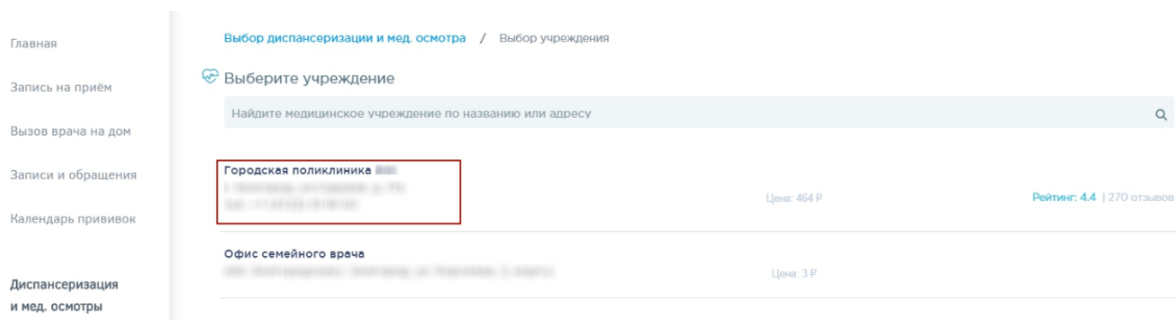 Главная
Запись на приём
Вызов врача на дом
Записи и обращения
Календарь прививок
Диспансеризация
и мед. осмотры
Выбор диспансеризации и мед. осмотра / Выбор учреждения
Выберите учреждение
Найдите медицинское учреждение по названию или адресу
Городская поликлиника
Цена: 464 ₽
Рейтинг: 4.4 | 270 отзывов
Офис семейного врача
Цена: 3 ₽